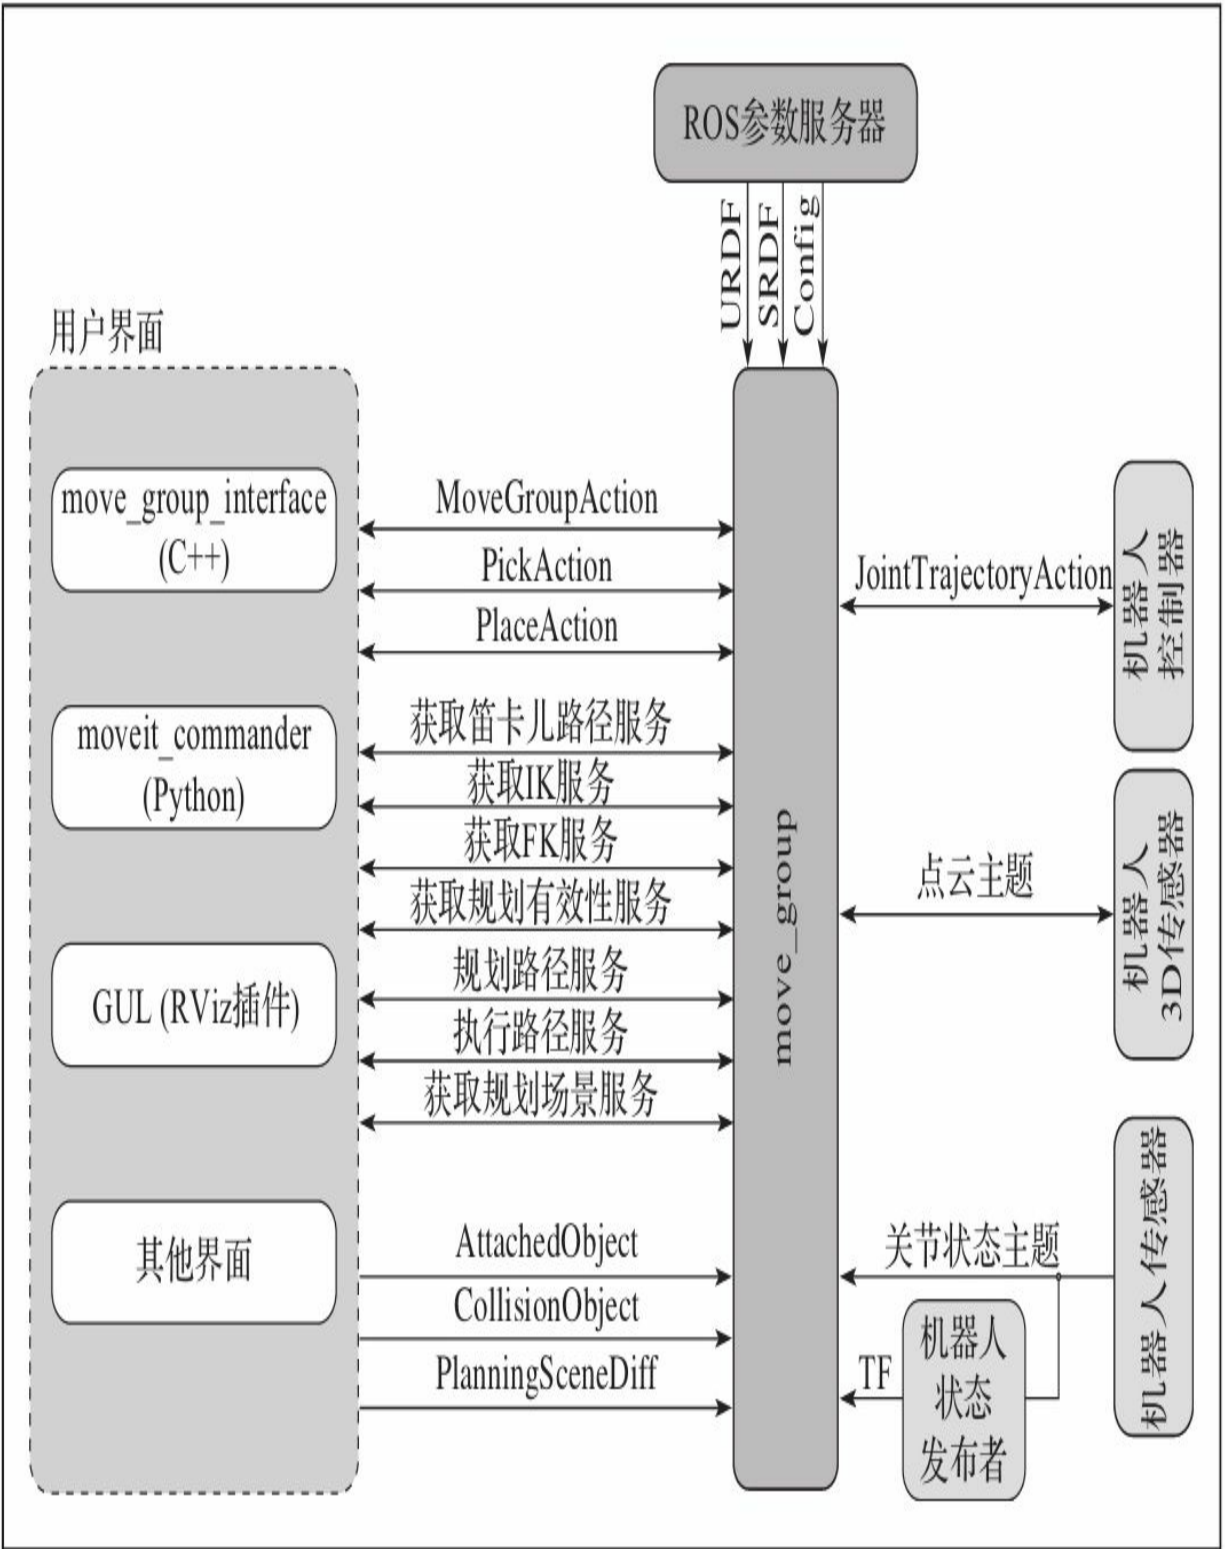 ROS参数服务器
URDF
SRDF
Config
用户界面
move_group_interface
(C++)
moveit_commander
(Python)
GUL (RViz插件)
其他界面
MoveGroupAction
PickAction
PlaceAction
获取笛卡儿路径服务
获取IK服务
获取FK服务
获取规划有效性服务
规划路径服务
执行路径服务
获取规划场景服务
AttachedObject
CollisionObject
PlanningSceneDiff
move_group
JointTrajectoryAction
点云主题
关节状态主题
TF
机器人
状态
发布者
机器人
控制器
机器人
3D传感器
机器人传感器